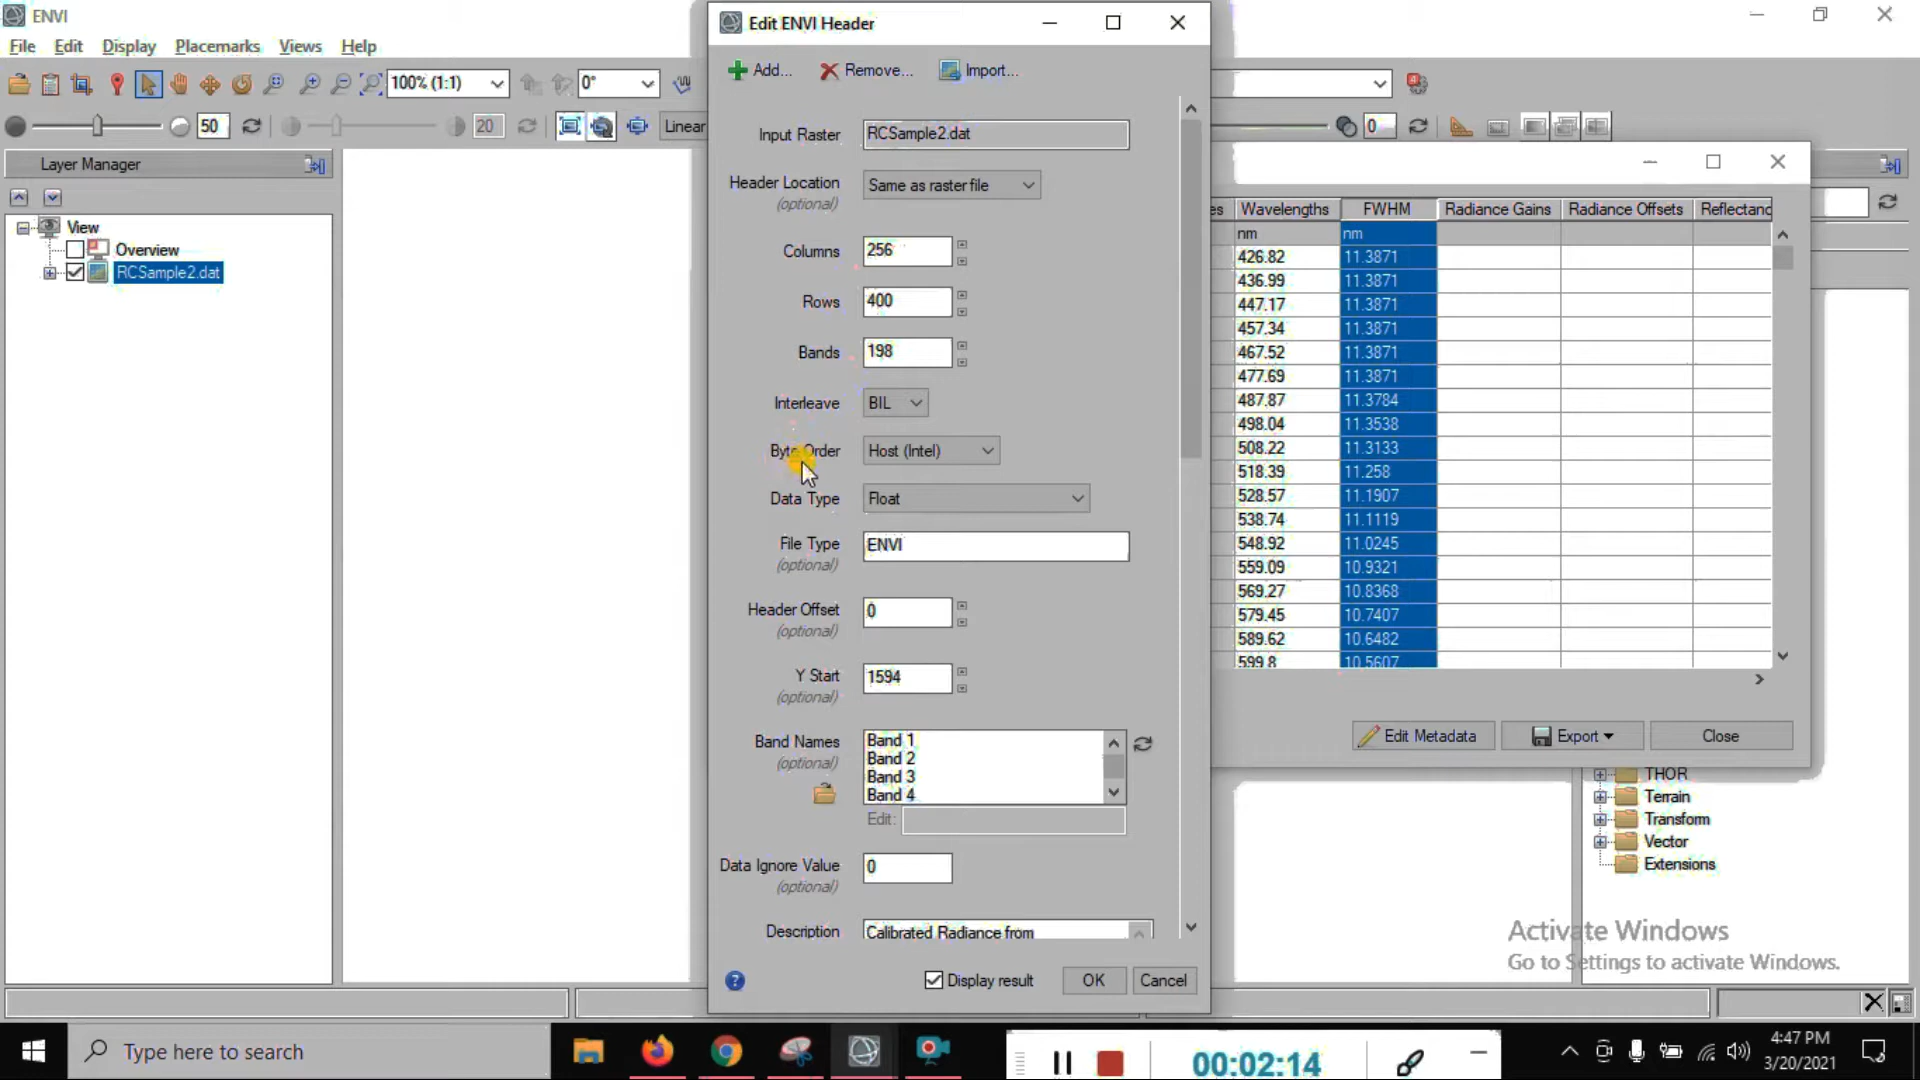 ENVI
File Edit Display Placemarks Views Help
100% (1:1)
0°
50
20
Linear
0
Layer Manager
View
Overview
RCSample2.dat
Edit ENVI Header
Add... Remove... Import...
Input Raster RCSample2.dat
Header Location Same as raster file
(optional)
Columns 256
Rows 400
Bands 198
Interleave BIL
Byte Order Host (Intel)
Data Type Float
File Type ENVI
(optional)
Header Offset 0
(optional)
Y Start 1594
(optional)
Band Names Band 1
(optional) Band 2
Band 3
Band 4
Edit:
Data Ignore Value 0
(optional)
Description Calibrated Radiance from
Display result OK Cancel
es Wavelengths FWHM Radiance Gains Radiance Offsets Reflectanc
nm nm
426.82 11.3871
436.99 11.3871
447.17 11.3871
457.34 11.3871
467.52 11.3871
477.69 11.3871
487.87 11.3784
498.04 11.3538
508.22 11.3133
518.39 11.258
528.57 11.1907
538.74 11.1119
548.92 11.0245
559.09 10.9321
569.27 10.8368
579.45 10.7407
589.62 10.6482
599.8 10.5607
Edit Metadata Export Close
THOR
Terrain
Transform
Vector
Extensions
Activate Windows
Go to Settings to activate Windows.
Type here to search
00:02:14
4:47 PM
3/20/2021